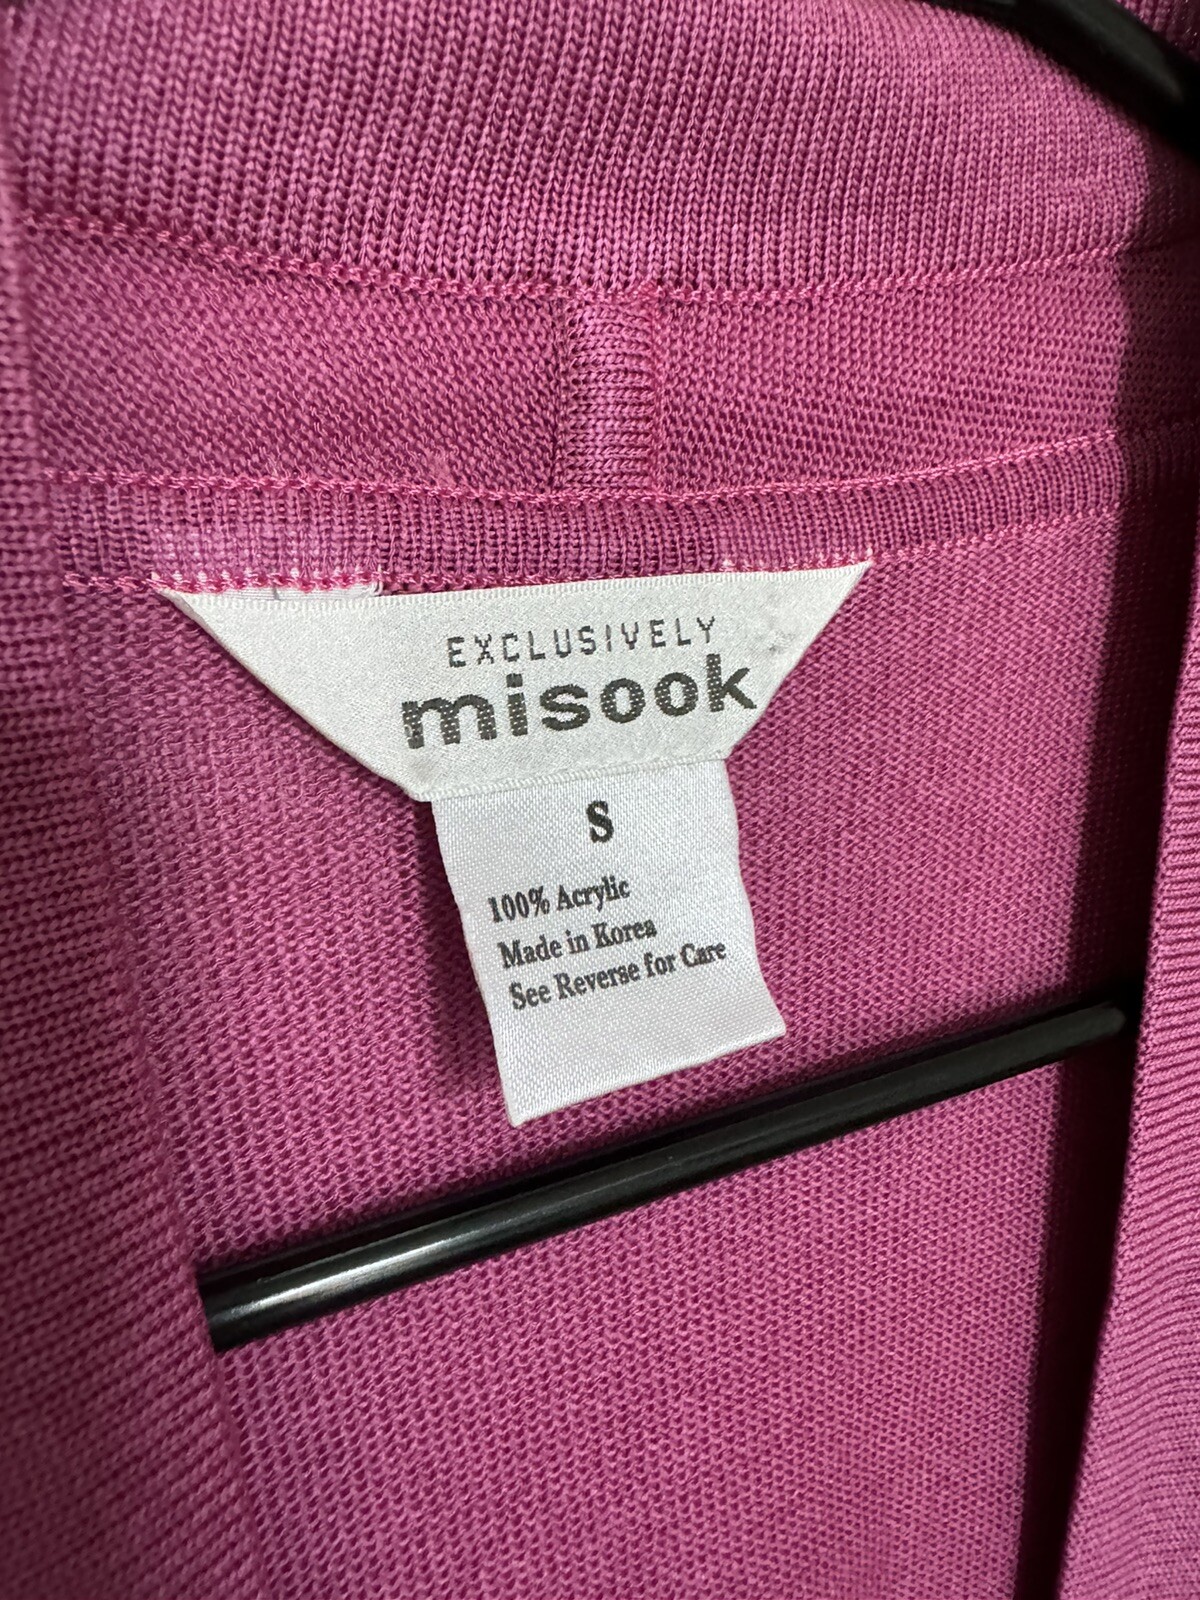 EXCLUSIVELY
misook
S
100% Acrylic
Made in Korea
See Reverse for Care